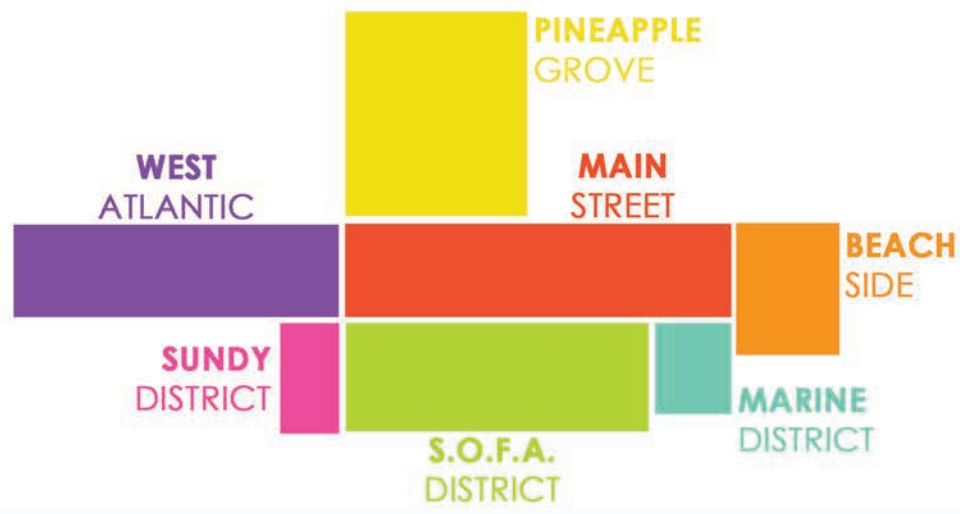 PINEAPPLE
GROVE
WEST
ATLANTIC
MAIN
STREET
BEACH
SIDE
SUNDY
DISTRICT
MARINE
DISTRICT
S.O.F.A.
DISTRICT